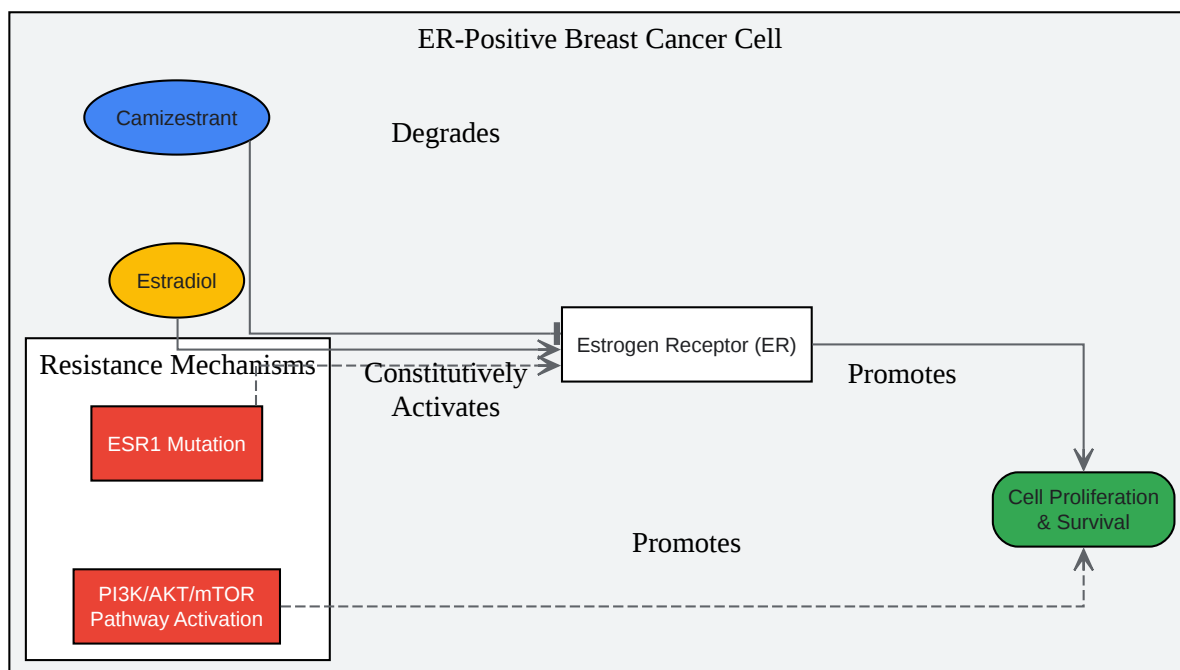 ER-Positive Breast Cancer Cell
Camizestrant
Degrades
Estradiol
Estrogen Receptor (ER)
Resistance Mechanisms
Constitutively
Activates
Promotes
ESR1 Mutation
Cell Proliferation
& Survival
Promotes
PI3K/AKT/mTOR
Pathway Activation